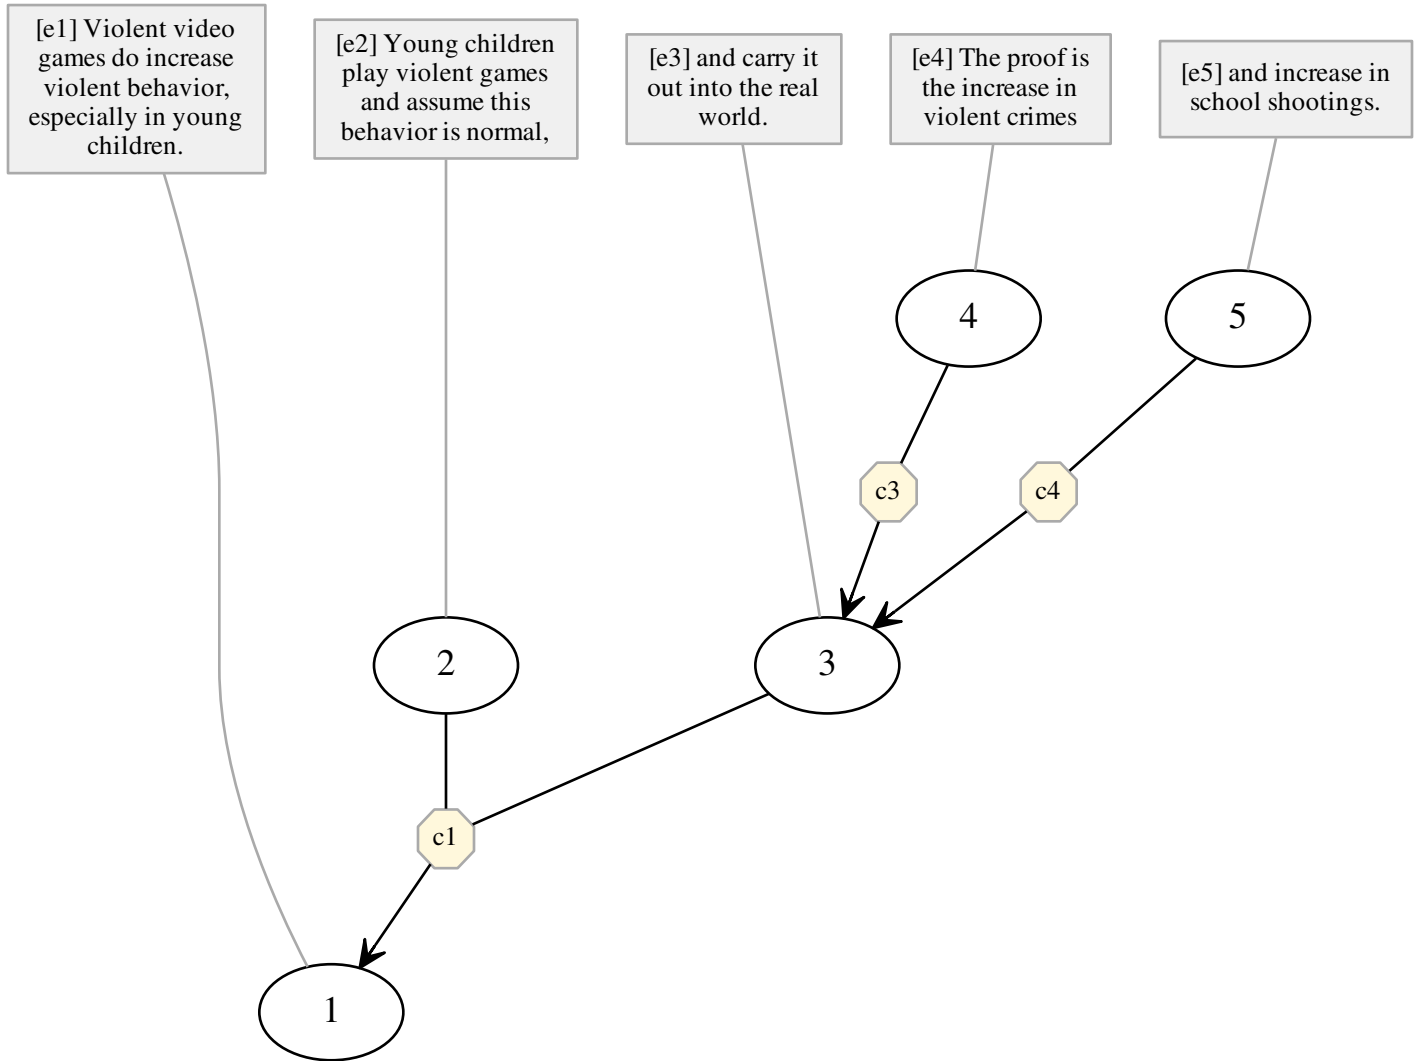 [e1] Violent video
games do increase
violent behavior,
especially in young
children.
[e2] Young children
play violent games
and assume this
behavior is normal,
[e3] and carry it
out into the real
world.
[e4] The proof is
the increase in
violent crimes
[e5] and increase in
school shootings.
4
5
c3
c4
2
3
c1
1